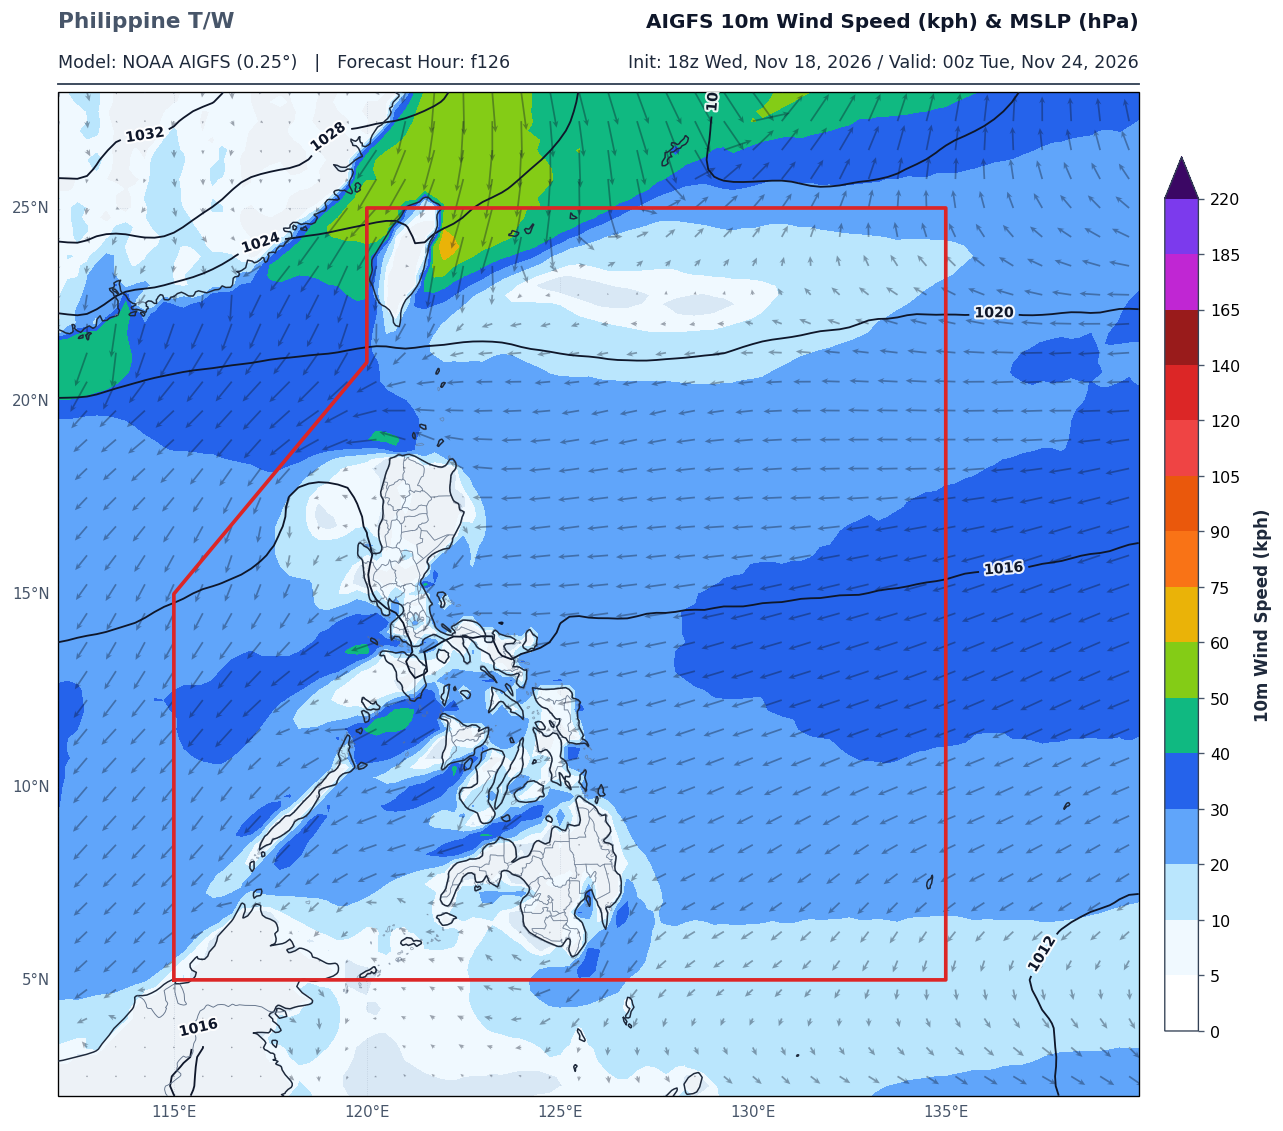 Philippine T/W
AIGFS 10m Wind Speed (kph) & MSLP (hPa)
Model: NOAA AIGFS (0.25°) | Forecast Hour: f126
Init: 18z Wed, Nov 18, 2026 / Valid: 00z Tue, Nov 24, 2026
10
1032
1028
1024
1020
1016
1012
1016
25°N
20°N
15°N
10°N
5°N
115°E
120°E
125°E
130°E
135°E
220
185
165
140
120
105
90
75
60
50
40
30
20
10
5
0
10m Wind Speed (kph)